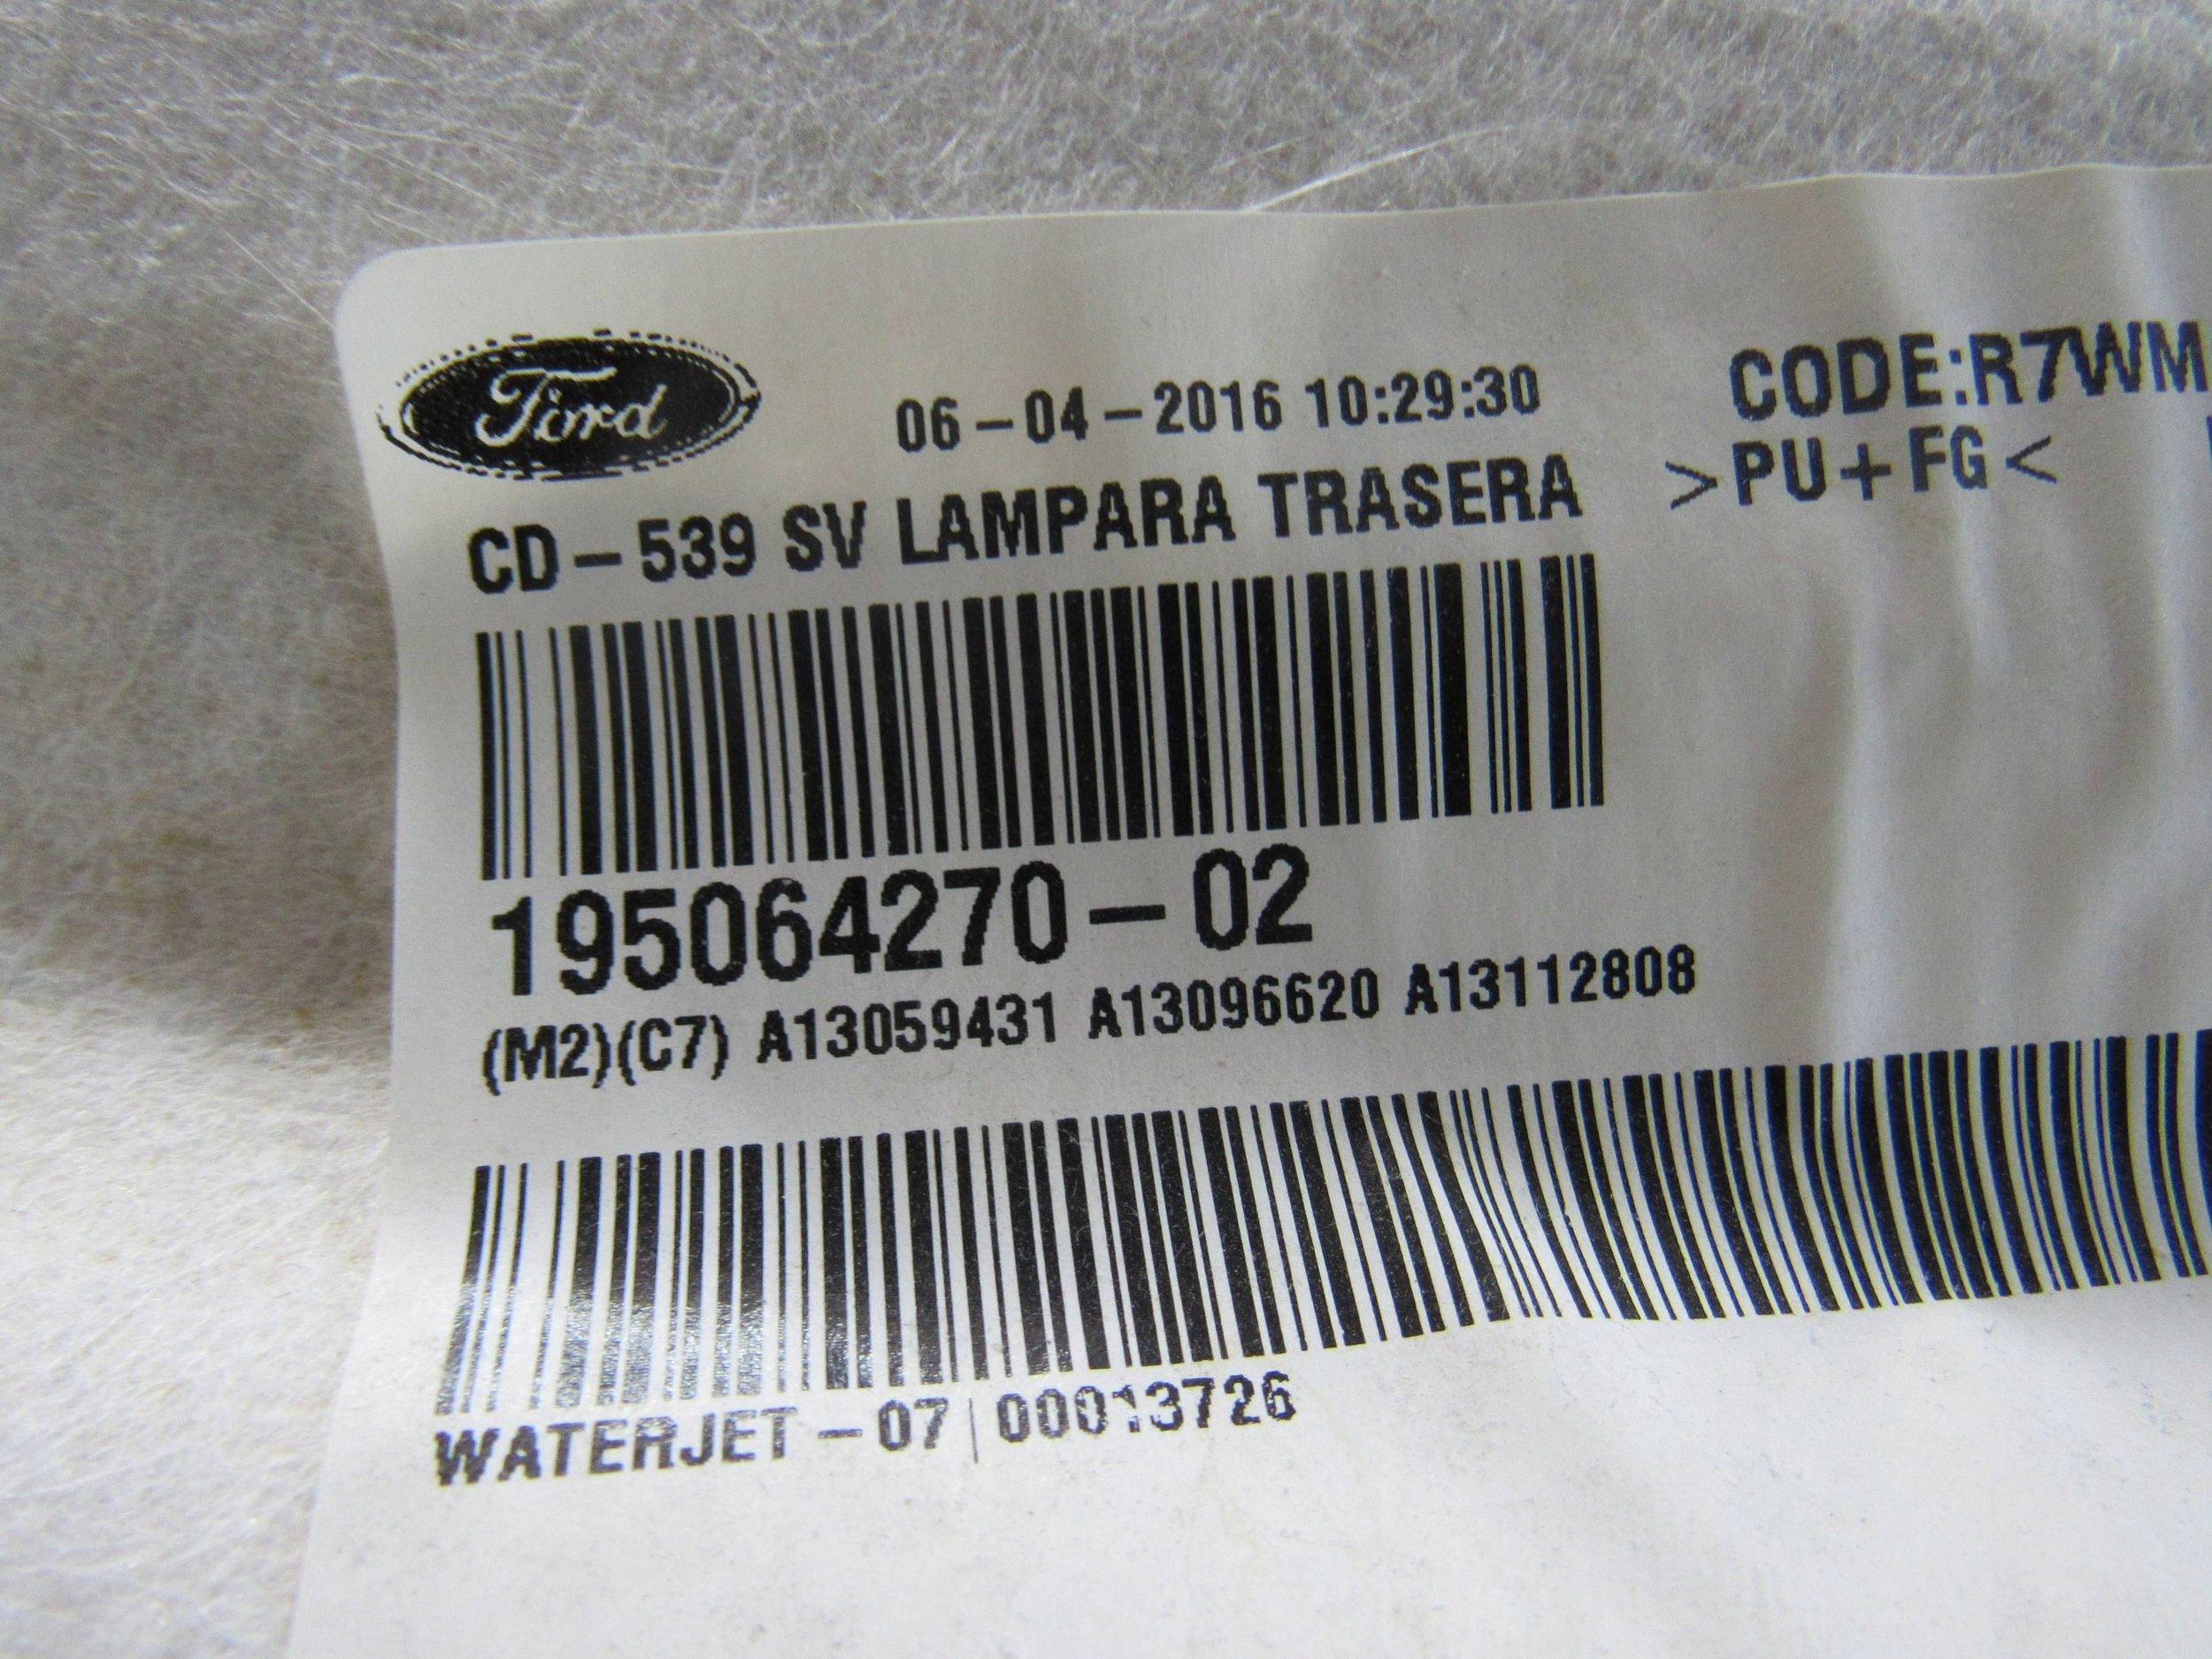 Ford
06-04-2016 10:29:30
CODE:R7WM
CD-539 SV LAMPARA TRASERA
>PU+FG<
195064270-02
(M2)(C7) A13059431 A13096620 A13112808
WATERJET-07|00013726